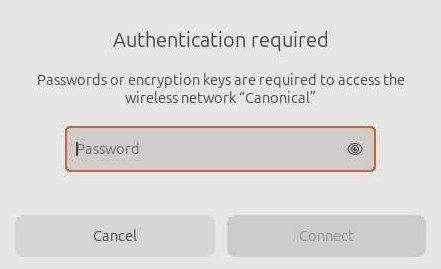 Authentication required
Passwords or encryption keys are required to access the
wireless network “Canonical”
Password
Cancel
Connect